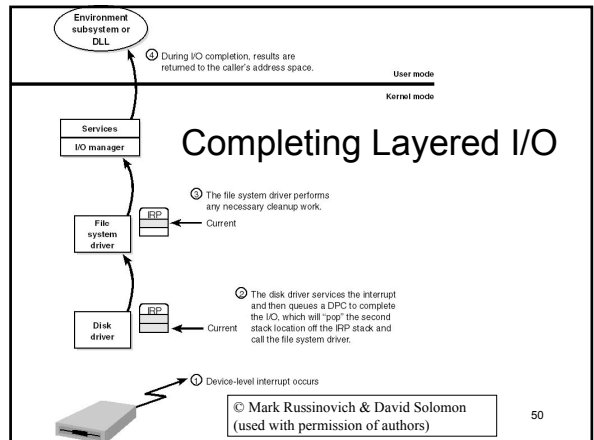 Environment
subsystem or
DLL
④ During I/O completion, results are
returned to the caller's address space.
User mode
Kernel mode
Services
I/O manager
Completing Layered I/O
③ The file system driver performs
any necessary cleanup work.
IRP
Current
File
system
driver
② The disk driver services the interrupt
and then queues a DPC to complete
the I/O, which will "pop" the second
stack location off the IRP stack and
call the file system driver.
IRP
Current
Disk
driver
① Device-level interrupt occurs
© Mark Russinovich & David Solomon
(used with permission of authors)
50